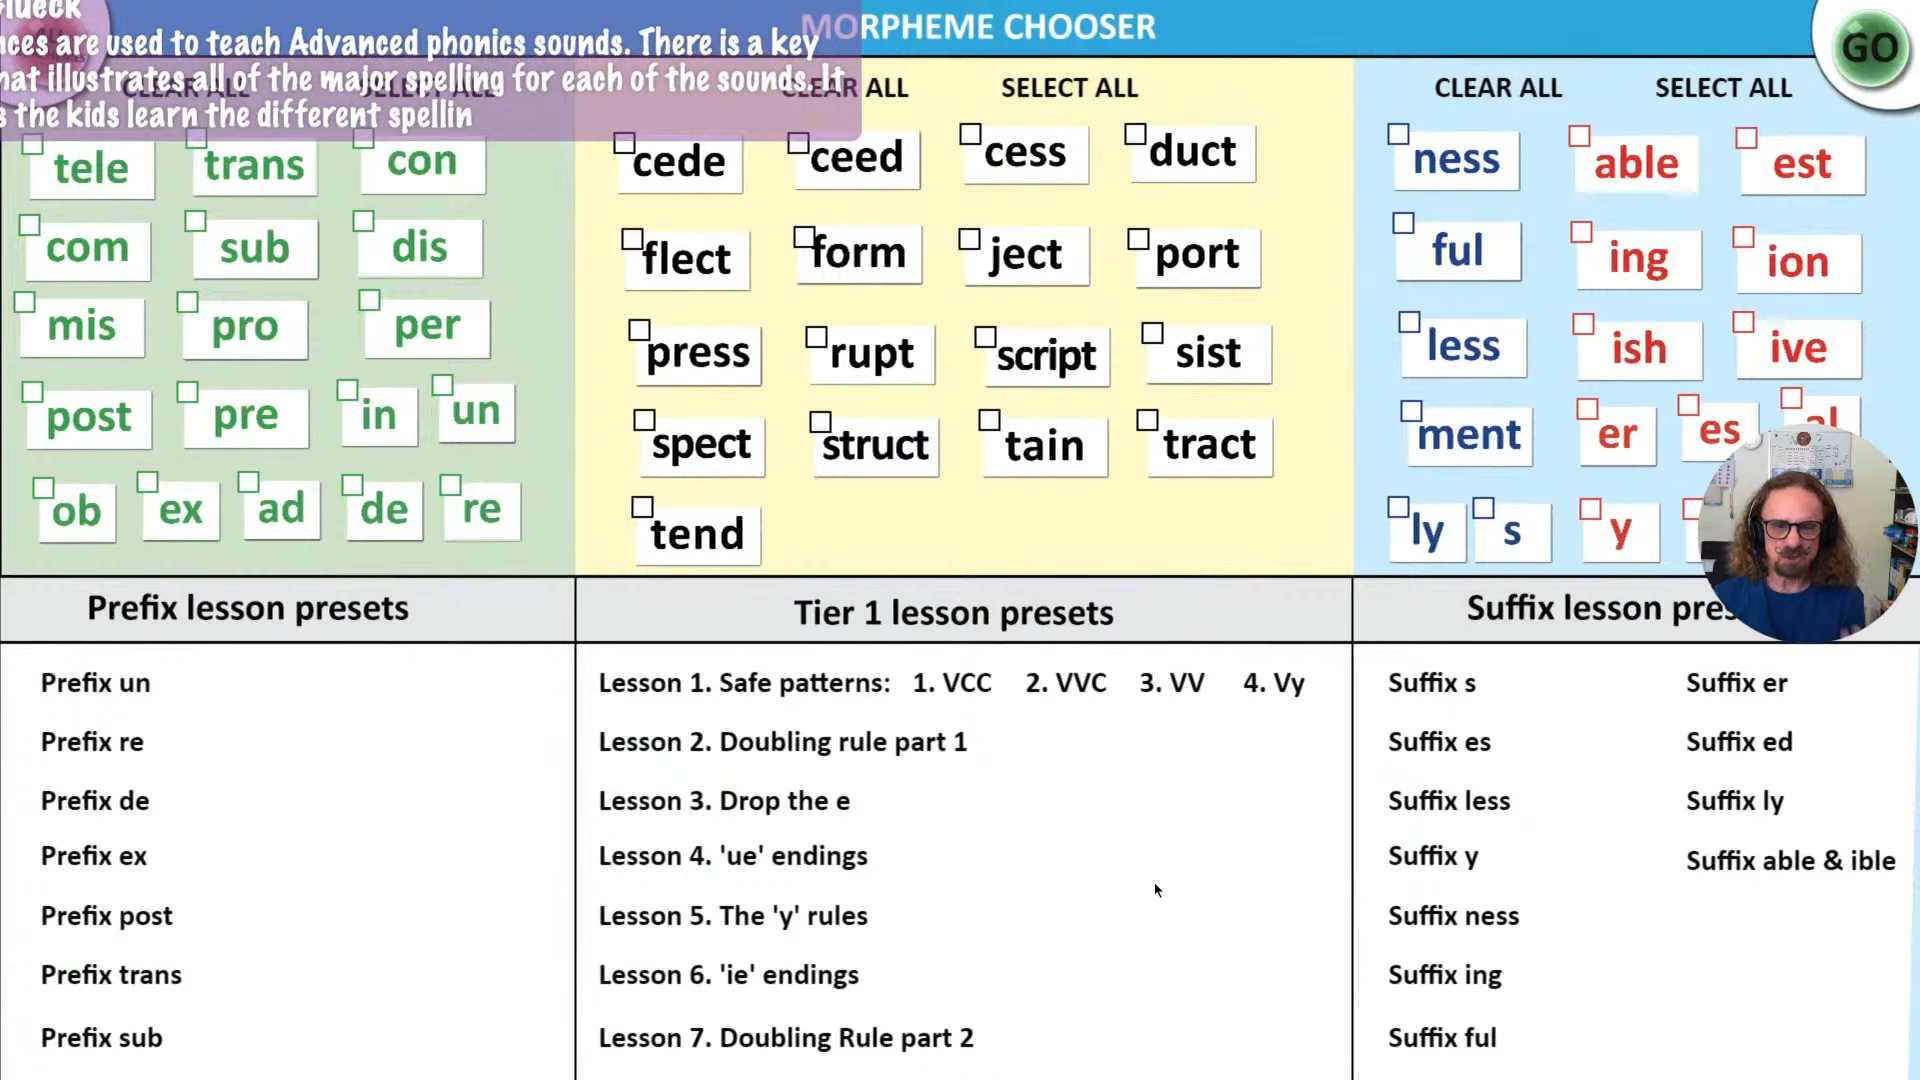 MORPHEME CHOOSER
GO
are used to teach Advanced phonics sounds. There is a key
illustrates all of the major spelling for each of the sounds. It
the kids learn the different spellin
CLEAR ALL SELECT ALL
CLEAR ALL SELECT ALL
CLEAR ALL SELECT ALL
tele trans con
com sub dis
mis pro per
post pre in un
ob ex ad de re
cede ceed cess duct
flect form ject port
press rupt script sist
spect struct tain tract
tend
ness able est
ful ing ion
less ish ive
ment er es al
ly s y
Prefix lesson presets
Prefix un
Prefix re
Prefix de
Prefix ex
Prefix post
Prefix trans
Prefix sub
Tier 1 lesson presets
Lesson 1. Safe patterns: 1. VCC 2. VVC 3. VV 4. Vy
Lesson 2. Doubling rule part 1
Lesson 3. Drop the e
Lesson 4. 'ue' endings
Lesson 5. The 'y' rules
Lesson 6. 'ie' endings
Lesson 7. Doubling Rule part 2
Suffix lesson
Suffix s
Suffix es
Suffix less
Suffix y
Suffix ness
Suffix ing
Suffix ful
Suffix er
Suffix ed
Suffix ly
Suffix able & ible